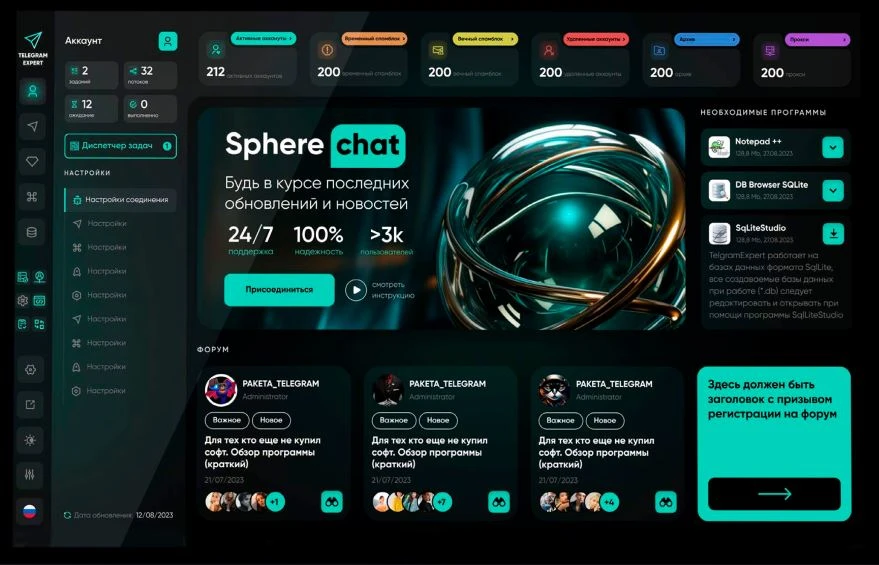 TELEGRAM
EXPERT
Аккаунт
2
задания
32
потоков
12
ожидание
0
выполненно
Диспетчер задач 1
НАСТРОЙКИ
Настройки соединения
Настройки
Настройки
Настройки
Настройки
Настройки
Настройки
Настройки
Настройки
Дата обновления: 12/08/2023
Активные аккаунты
212 активных аккаунтов
Временный спомблок
200 временный спомблок
Вечный спомблок
200 вечный спомблок
Удаленные аккаунты
200 удаленные аккаунты
Архив
200 архив
Прокси
200 прокси
Sphere chat
Будь в курсе последних
обновлений и новостей
24/7
поддержка
100%
надежность
>3k
пользователей
Присоединиться
смотреть
инструкцию
НЕОБХОДИМЫЕ ПРОГРАММЫ
Notepad ++
128,8 Mb, 27.08.2023
DB Browser SQLite
128,8 Mb, 27.08.2023
SqLiteStudio
128,8 Mb, 27.08.2023
TelgramExpert работает на
базах данных формата SqlLite,
все создаваемые базы данных
при работе (*.db) следует
редоктировать и открывать при
помощи программы SqlLiteStudio
ФОРУМ
PAKETA_TELEGRAM
Administrator
Важное Новое
Для тех кто еще не купил
софт. Обзор программы
(краткий)
21/07/2023
+1
PAKETA_TELEGRAM
Administrator
Важное Новое
Для тех кто еще не купил
софт. Обзор программы
(краткий)
21/07/2023
+7
PAKETA_TELEGRAM
Administrator
Важное Новое
Для тех кто еще не купил
софт. Обзор программы
(краткий)
21/07/2023
+4
Здесь должен быть
заголовок с призывом
регистрации на форум